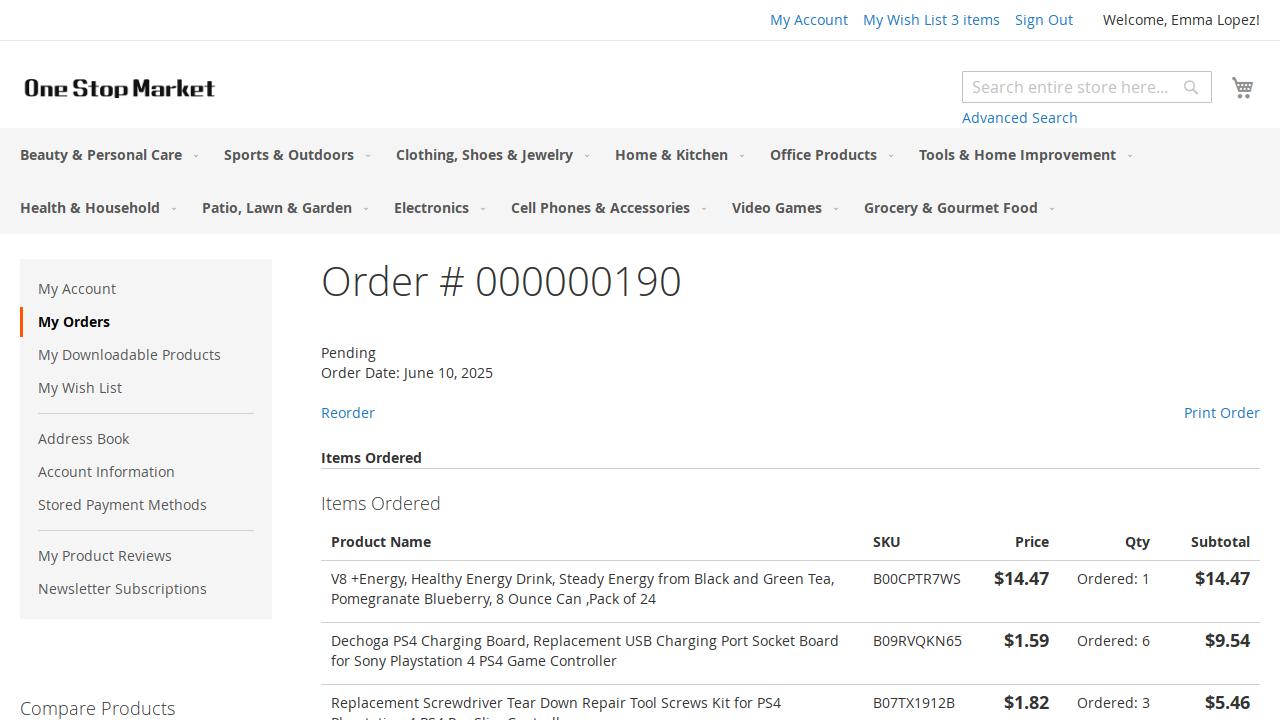 My Account My Wish List 3 items Sign Out Welcome, Emma Lopez!
One Stop Market
Search entire store here...
Advanced Search
Beauty & Personal Care Sports & Outdoors Clothing, Shoes & Jewelry Home & Kitchen Office Products Tools & Home Improvement
Health & Household Patio, Lawn & Garden Electronics Cell Phones & Accessories Video Games Grocery & Gourmet Food
My Account
My Orders
My Downloadable Products
My Wish List
Address Book
Account Information
Stored Payment Methods
My Product Reviews
Newsletter Subscriptions
Compare Products
Order # 000000190
Pending
Order Date: June 10, 2025
Reorder Print Order
Items Ordered
Items Ordered
Product Name SKU Price Qty Subtotal
V8 +Energy, Healthy Energy Drink, Steady Energy from Black and Green Tea, B00CPTR7WS $14.47 Ordered: 1 $14.47
Pomegranate Blueberry, 8 Ounce Can ,Pack of 24
Dechoga PS4 Charging Board, Replacement USB Charging Port Socket Board B09RVQKN65 $1.59 Ordered: 6 $9.54
for Sony Playstation 4 PS4 Game Controller
Replacement Screwdriver Tear Down Repair Tool Screws Kit for PS4 B07TX1912B $1.82 Ordered: 3 $5.46